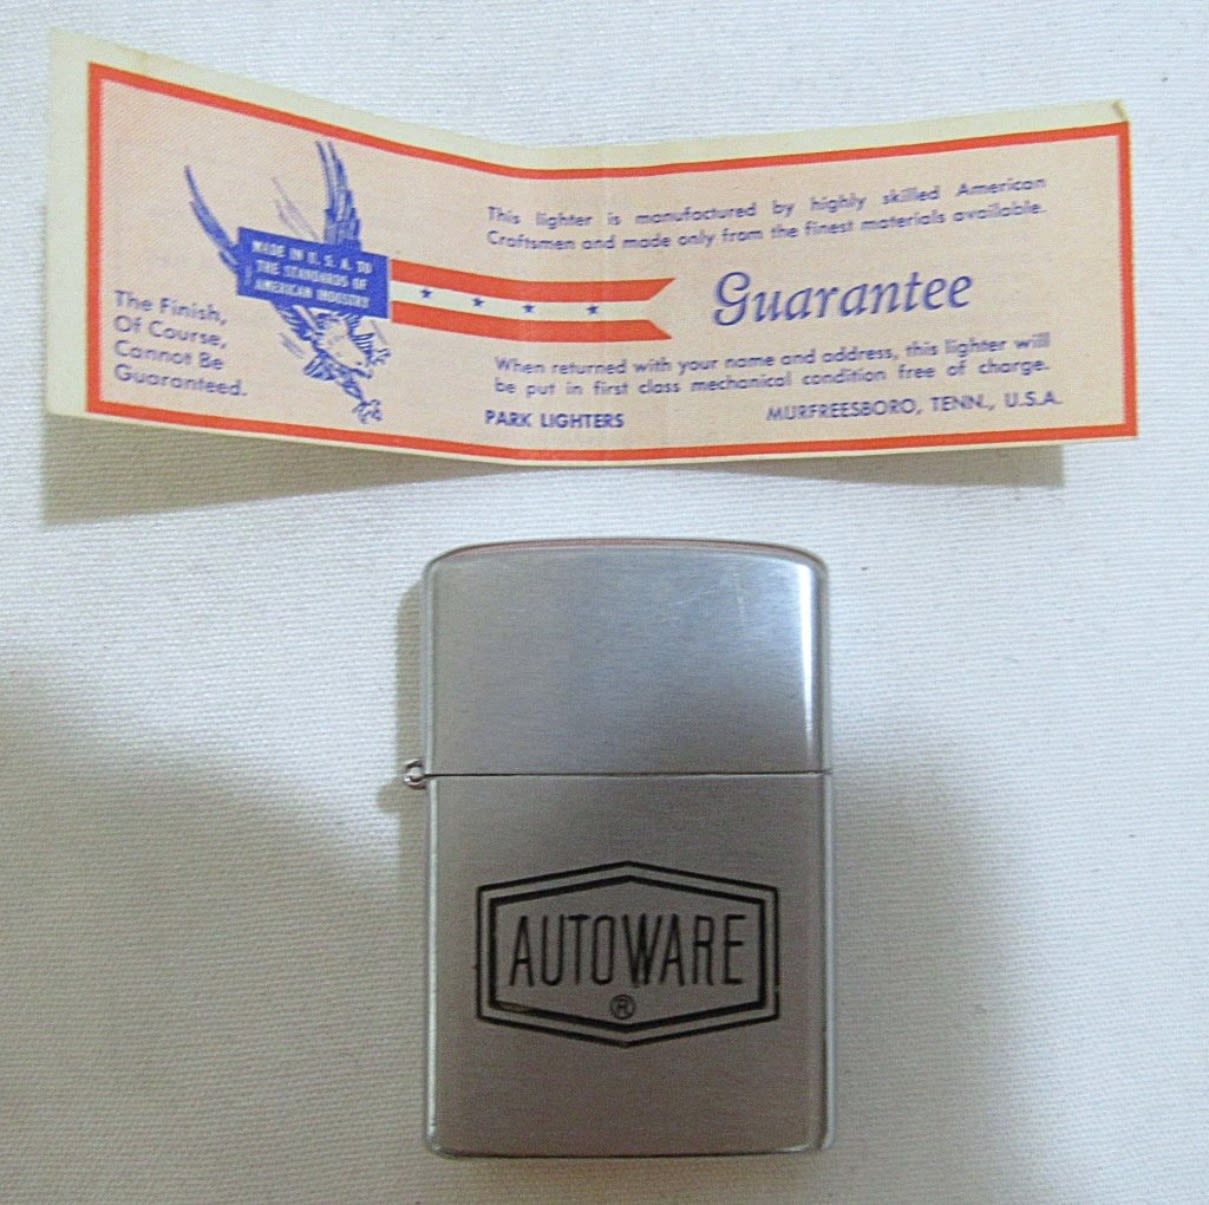 MADE IN U.S.A. TO
THE STANDARDS OF
AMERICAN INDUSTRY
The Finish,
Of Course,
Cannot Be
Guaranteed.
This lighter is manufactured by highly skilled American
Craftsmen and made only from the finest materials available.
Guarantee
When returned with your name and address, this lighter will
be put in first class mechanical condition free of charge.
PARK LIGHTERS MURFREESBORO, TENN., U.S.A.
AUTOWARE
®